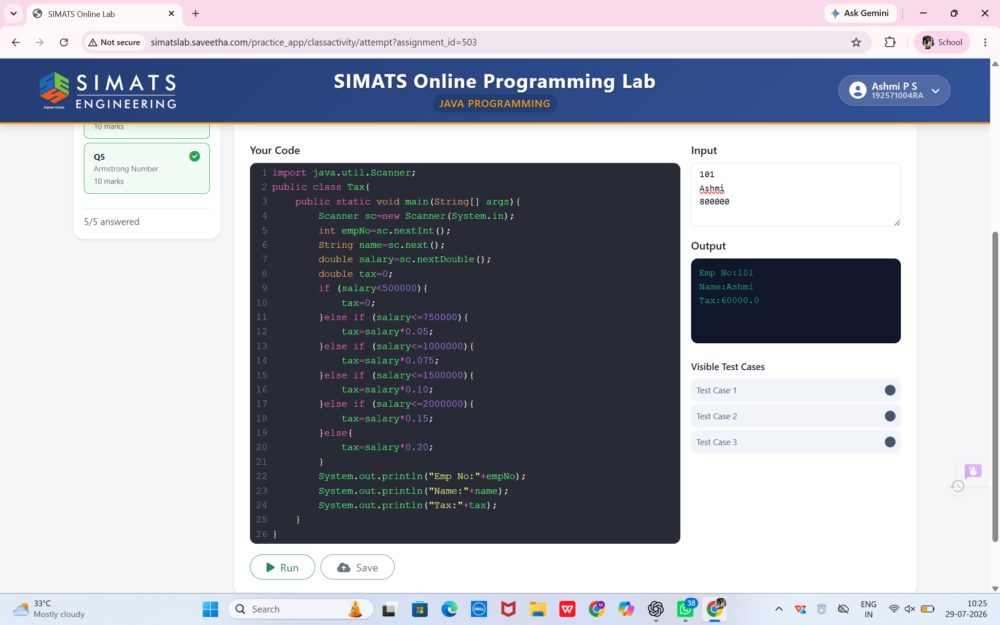 SIMATS Online Lab
Ask Gemini
Not secure
simatslab.saveetha.com/practice_app/classactivity/attempt?assignment_id=503
School
SIMATS
ENGINEERING
Engineer to Excel
SIMATS Online Programming Lab
JAVA PROGRAMMING
Ashmi P S
192571004RA
10 marks
Q5
Armstrong Number
10 marks
5/5 answered
Your Code
1 import java.util.Scanner;
2 public class Tax{
3     public static void main(String[] args){
4         Scanner sc=new Scanner(System.in);
5         int empNo=sc.nextInt();
6         String name=sc.next();
7         double salary=sc.nextDouble();
8         double tax=0;
9         if (salary<500000){
10             tax=0;
11         }else if (salary<=750000){
12             tax=salary*0.05;
13         }else if (salary<=1000000){
14             tax=salary*0.075;
15         }else if (salary<=1500000){
16             tax=salary*0.10;
17         }else if (salary<=2000000){
18             tax=salary*0.15;
19         }else{
20             tax=salary*0.20;
21         }
22         System.out.println("Emp No:"+empNo);
23         System.out.println("Name:"+name);
24         System.out.println("Tax:"+tax);
25     }
26 }
Run
Save
Input
101
Ashmi
800000
Output
Emp No:101
Name:Ashmi
Tax:60000.0
Visible Test Cases
Test Case 1
Test Case 2
Test Case 3
33°C
Mostly cloudy
Search
DELL
M
38
ENG
IN
10:25
29-07-2026